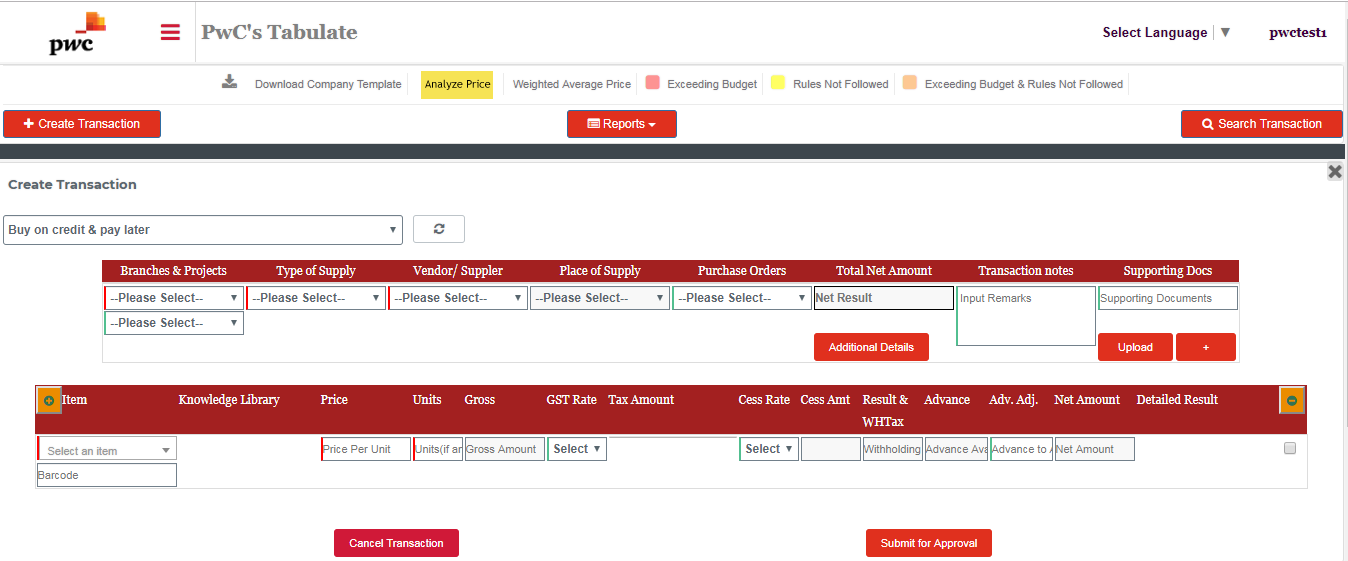 pwc
PwC's Tabulate
Select Language
pwctest1
Download Company Template
Analyze Price
Weighted Average Price
Exceeding Budget
Rules Not Followed
Exceeding Budget & Rules Not Followed
Create Transaction
Reports
Search Transaction
Create Transaction
Buy on credit & pay later
Branches & Projects
Type of Supply
Vendor/ Suppler
Place of Supply
Purchase Orders
Total Net Amount
Transaction notes
Supporting Docs
--Please Select--
--Please Select--
--Please Select--
--Please Select--
--Please Select--
Net Result
Input Remarks
Supporting Documents
--Please Select--
Additional Details
Upload
+
Item
Knowledge Library
Price
Units
Gross
GST Rate
Tax Amount
Cess Rate
Cess Amt
Result &
WHTax
Advance
Adv. Adj.
Net Amount
Detailed Result
Select an item
Price Per Unit
Units(if an
Gross Amount
Select
Select
Withholding
Advance Ava
Advance to A
Net Amount
Barcode
Cancel Transaction
Submit for Approval